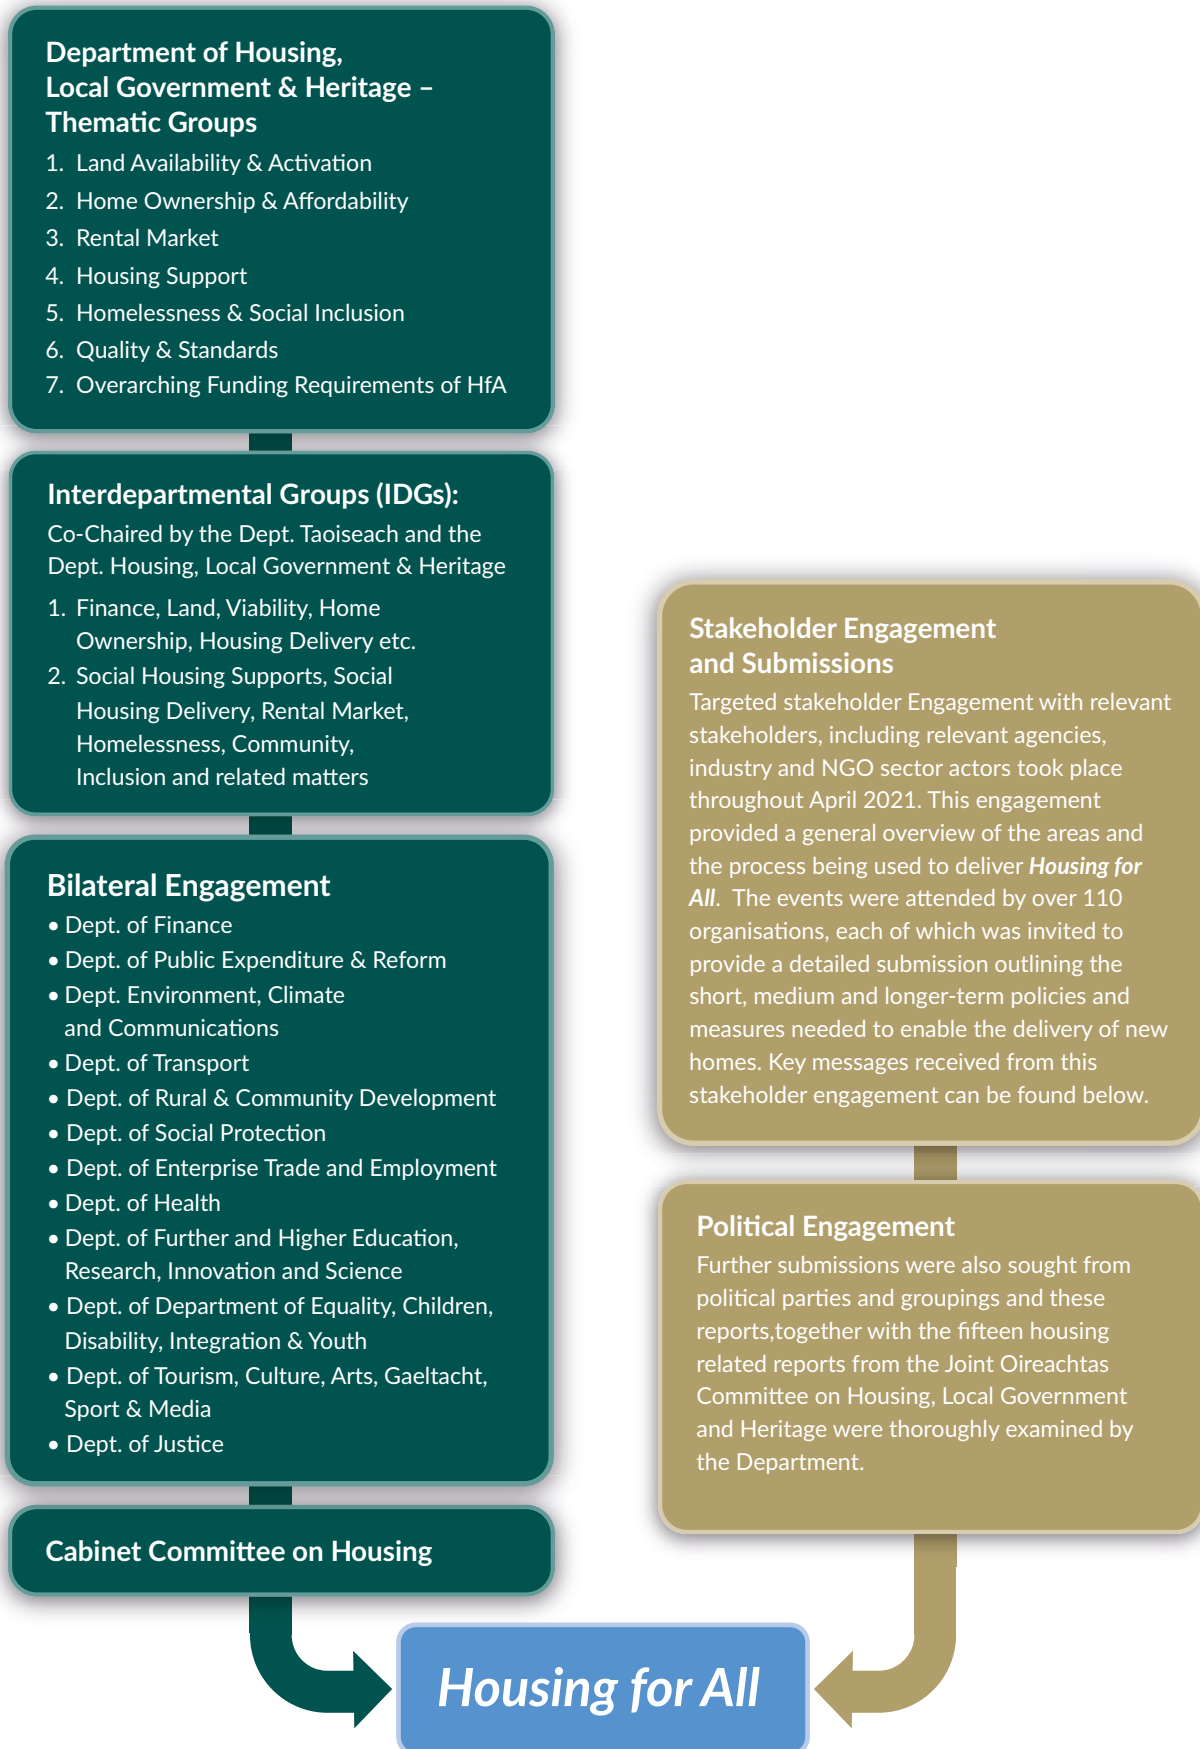 Department of Housing,
Local Government & Heritage –
Thematic Groups
1. Land Availability & Activation
2. Home Ownership & Affordability
3. Rental Market
4. Housing Support
5. Homelessness & Social Inclusion
6. Quality & Standards
7. Overarching Funding Requirements of HfA
Interdepartmental Groups (IDGs):
Co-Chaired by the Dept. Taoiseach and the
Dept. Housing, Local Government & Heritage
1. Finance, Land, Viability, Home
Ownership, Housing Delivery etc.
2. Social Housing Supports, Social
Housing Delivery, Rental Market,
Homelessness, Community,
Inclusion and related matters
Bilateral Engagement
• Dept. of Finance
• Dept. of Public Expenditure & Reform
• Dept. Environment, Climate
and Communications
• Dept. of Transport
• Dept. of Rural & Community Development
• Dept. of Social Protection
• Dept. of Enterprise Trade and Employment
• Dept. of Health
• Dept. of Further and Higher Education,
Research, Innovation and Science
• Dept. of Department of Equality, Children,
Disability, Integration & Youth
• Dept. of Tourism, Culture, Arts, Gaeltacht,
Sport & Media
• Dept. of Justice
Cabinet Committee on Housing
Stakeholder Engagement
and Submissions
Targeted stakeholder Engagement with relevant
stakeholders, including relevant agencies,
industry and NGO sector actors took place
throughout April 2021. This engagement
provided a general overview of the areas and
the process being used to deliver Housing for
All. The events were attended by over 110
organisations, each of which was invited to
provide a detailed submission outlining the
short, medium and longer-term policies and
measures needed to enable the delivery of new
homes. Key messages received from this
stakeholder engagement can be found below.
Political Engagement
Further submissions were also sought from
political parties and groupings and these
reports,together with the fifteen housing
related reports from the Joint Oireachtas
Committee on Housing, Local Government
and Heritage were thoroughly examined by
the Department.
Housing for All